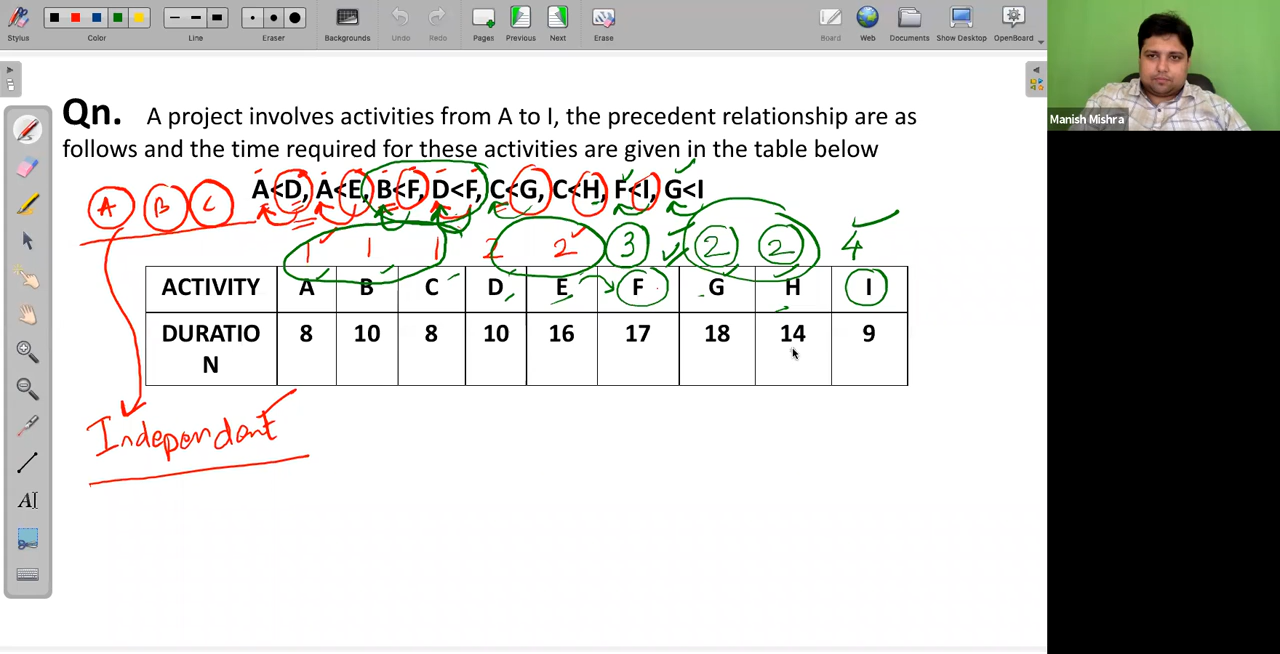 Stylus Color Line Eraser Backgrounds Undo Redo Pages Previous Next Erase Board Web Documents Show Desktop OpenBoard
Manish Mishra
Qn. A project involves activities from A to I, the precedent relationship are as
follows and the time required for these activities are given in the table below
A B C A<D, A<E, B<F, D<F, C<G, C<H, F<I, G<I
1 1 1 2 2 3 2 2 4
ACTIVITY A B C D E F G H I
DURATIO 8 10 8 10 16 17 18 14 9
N
Independant